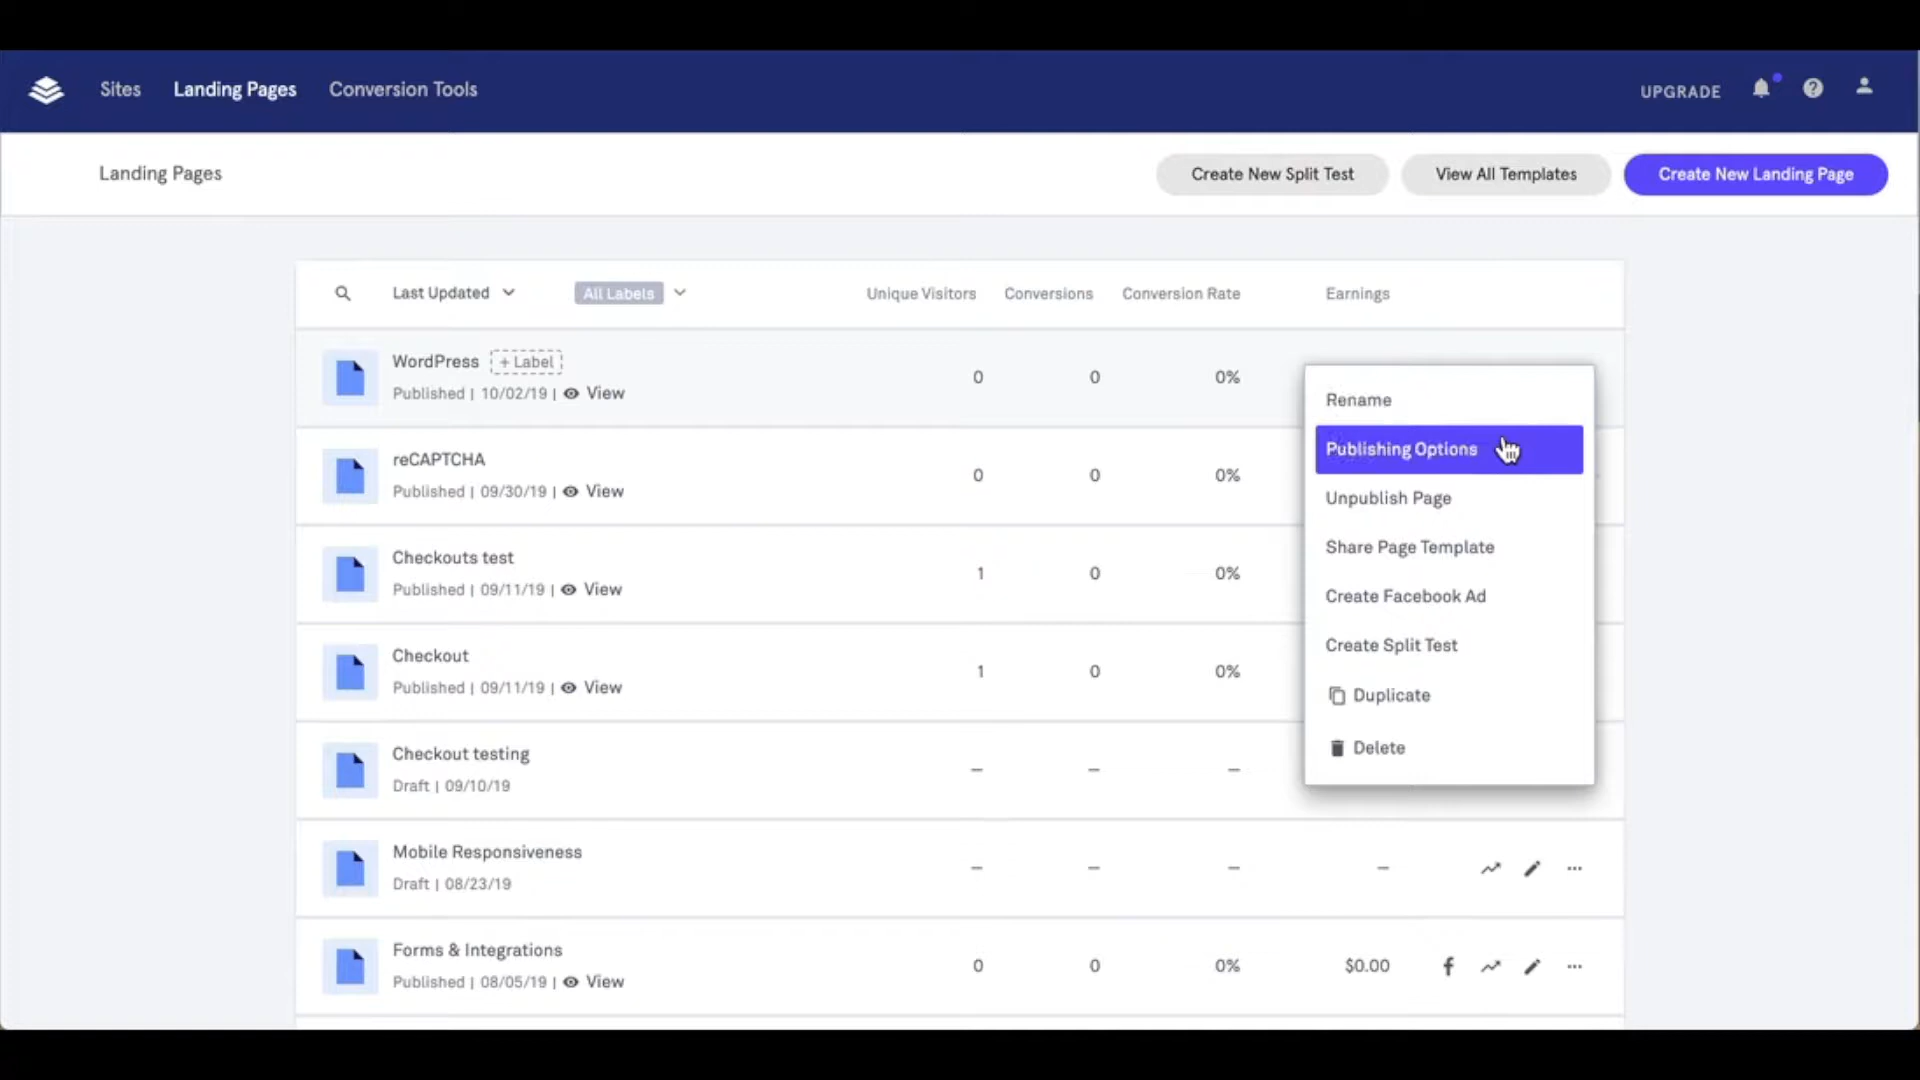 Sites Landing Pages Conversion Tools UPGRADE
Landing Pages Create New Split Test View All Templates Create New Landing Page
Last Updated All Labels Unique Visitors Conversions Conversion Rate Earnings
WordPress + Label
Published | 10/02/19 | View
0 0 0%
reCAPTCHA
Published | 09/30/19 | View
0 0 0%
Checkouts test
Published | 09/11/19 | View
1 0 0%
Checkout
Published | 09/11/19 | View
1 0 0%
Checkout testing
Draft | 09/10/19
– – –
Mobile Responsiveness
Draft | 08/23/19
– – – –
Forms & Integrations
Published | 08/05/19 | View
0 0 0% $0.00
Rename
Publishing Options
Unpublish Page
Share Page Template
Create Facebook Ad
Create Split Test
Duplicate
Delete